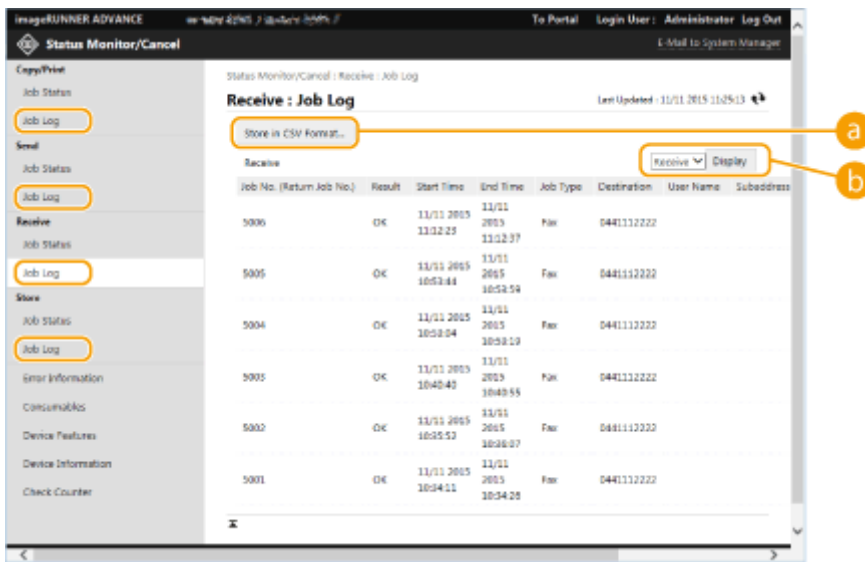 imageRUNNER ADVANCE
To Portal Login User : Administrator Log Out
Status Monitor/Cancel
E-Mail to System Manager
Copy/Print
Job Status
Job Log
Send
Job Status
Job Log
Receive
Job Status
Job Log
Store
Job Status
Job Log
Error Information
Consumables
Device Features
Device Information
Check Counter
Status Monitor/Cancel : Receive : Job Log
Receive : Job Log
Last Updated : 11/11 2015 11:25:13
a
Store in CSV Format...
Receive
Receive Display
b
Job No. (Return Job No.) Result Start Time End Time Job Type Destination User Name Subaddress
5006 OK 11/11 2015 11:12:23 11/11 2015 11:12:37 Fax 0441112222
5005 OK 11/11 2015 10:53:44 11/11 2015 10:53:59 Fax 0441112222
5004 OK 11/11 2015 10:53:04 11/11 2015 10:53:19 Fax 0441112222
5003 OK 11/11 2015 10:40:40 11/11 2015 10:40:55 Fax 0441112222
5002 OK 11/11 2015 10:35:52 11/11 2015 10:36:07 Fax 0441112222
5001 OK 11/11 2015 10:34:11 11/11 2015 10:34:26 Fax 0441112222